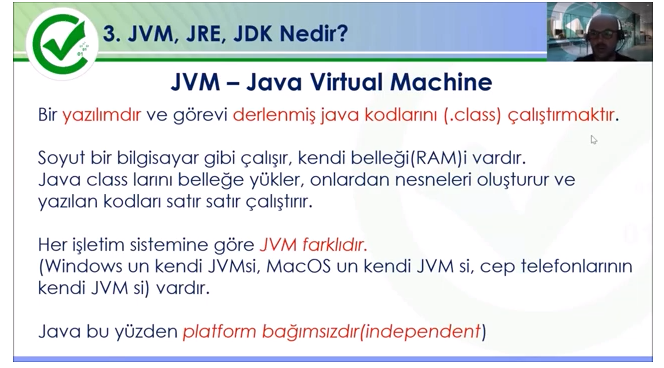 3. JVM, JRE, JDK Nedir?
JVM – Java Virtual Machine
Bir yazılımdır ve görevi derlenmiş java kodlarını (.class) çalıştırmaktır.
Soyut bir bilgisayar gibi çalışır, kendi belleği(RAM)i vardır.
Java class larını belleğe yükler, onlardan nesneleri oluşturur ve
yazılan kodları satır satır çalıştırır.
Her işletim sistemine göre JVM farklıdır.
(Windows un kendi JVMsi, MacOS un kendi JVM si, cep telefonlarının
kendi JVM si) vardır.
Java bu yüzden platform bağımsızdır(independent)